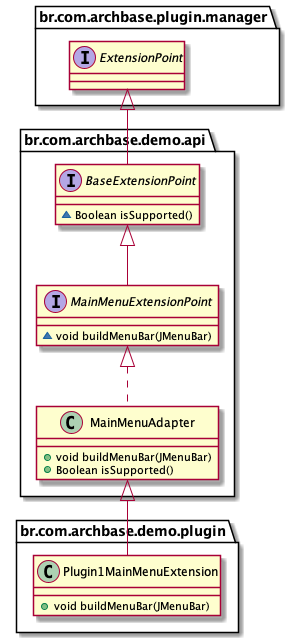 br.com.archbase.plugin.manager
I ExtensionPoint
br.com.archbase.demo.api
I BaseExtensionPoint
Boolean isSupported()
I MainMenuExtensionPoint
void buildMenuBar(JMenuBar)
C MainMenuAdapter
void buildMenuBar(JMenuBar)
Boolean isSupported()
br.com.archbase.demo.plugin
C Plugin1MainMenuExtension
void buildMenuBar(JMenuBar)